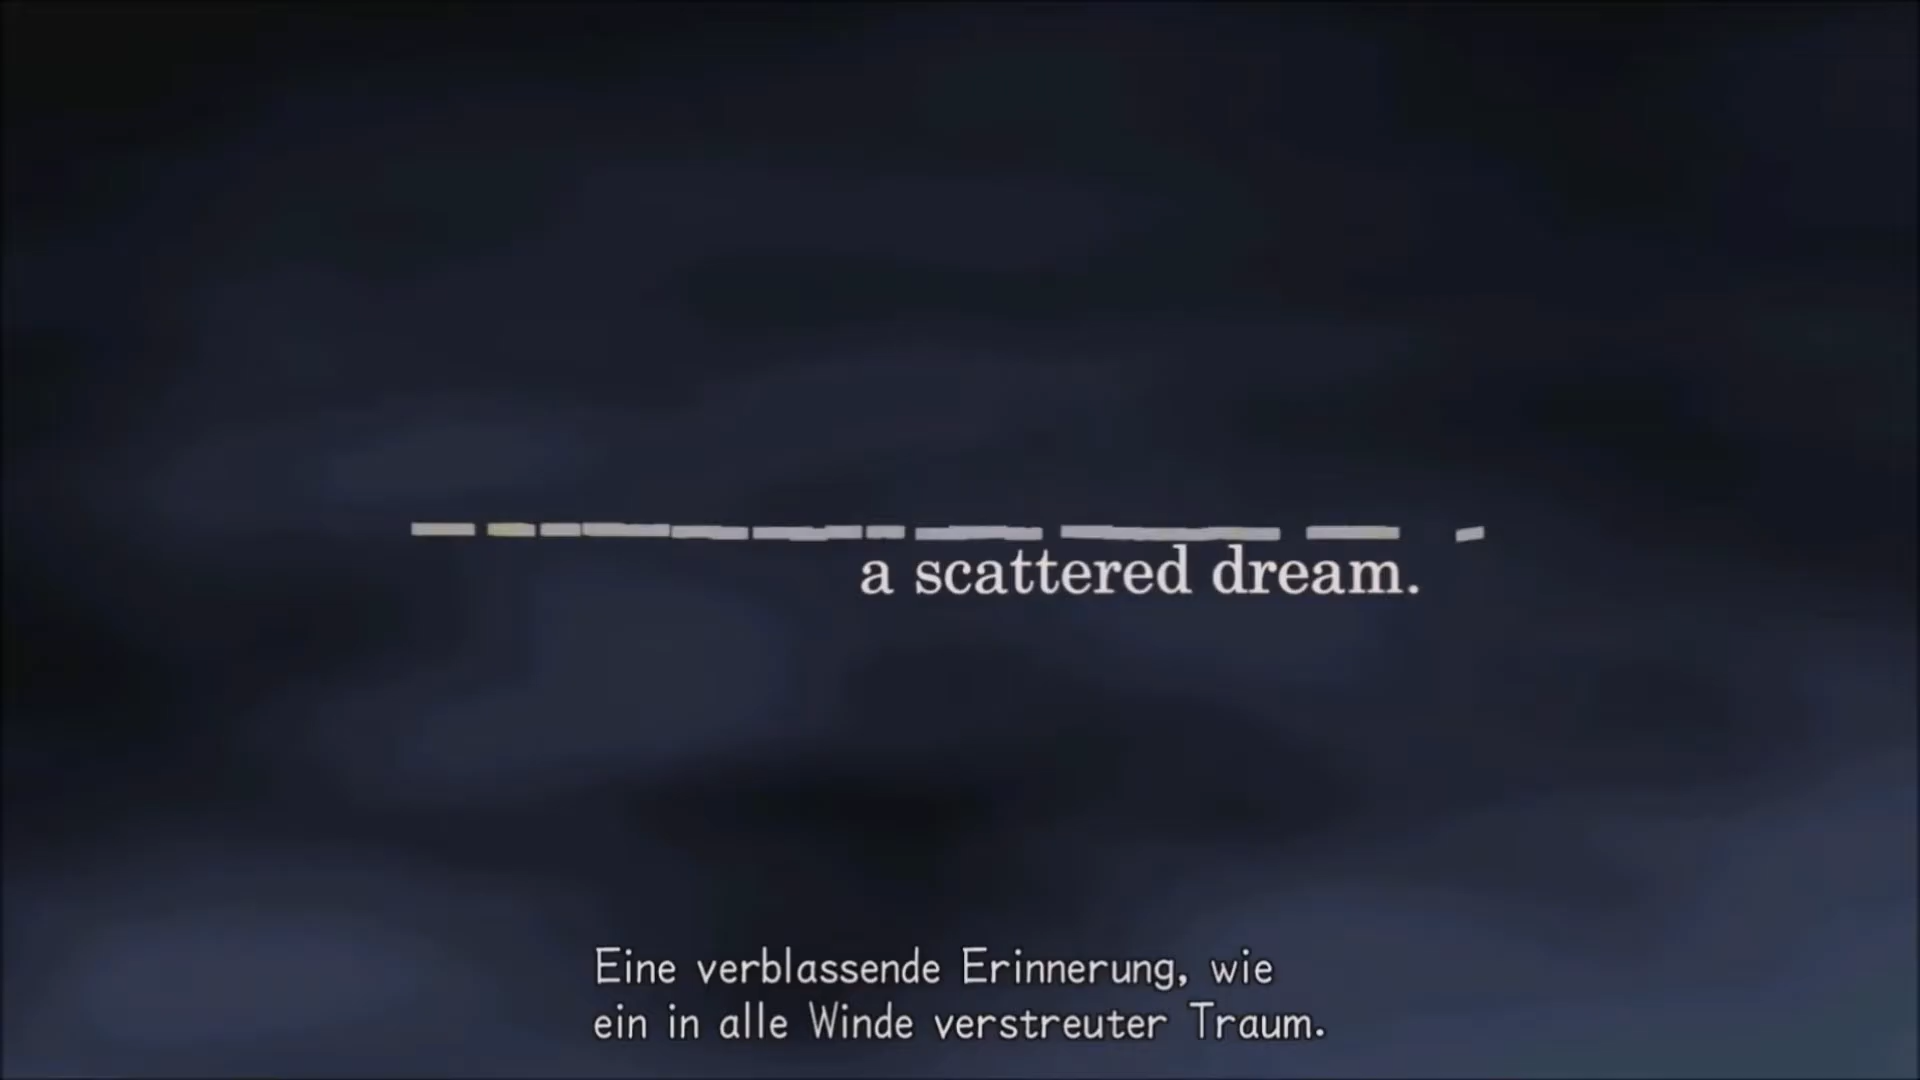 a scattered dream.
Eine verblassende Erinnerung, wie
ein in alle Winde verstreuter Traum.